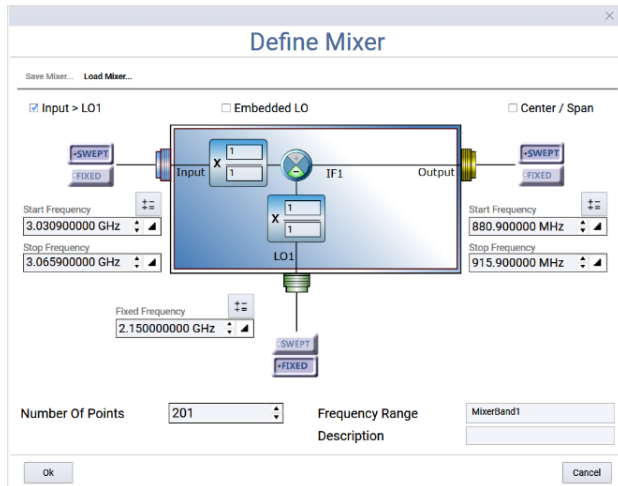 Define Mixer
Save Mixer... Load Mixer...
Input > LO1 Embedded LO Center / Span
SWEPT
FIXED
Input X 1 1 IF1 Output
SWEPT
FIXED
Start Frequency
3.030900000 GHz
Stop Frequency
3.065900000 GHz
X 1 1
LO1
Start Frequency
880.900000 MHz
Stop Frequency
915.900000 MHz
Fixed Frequency
2.150000000 GHz
SWEPT
FIXED
Number Of Points 201 Frequency Range MixerBand1
Description
Ok Cancel